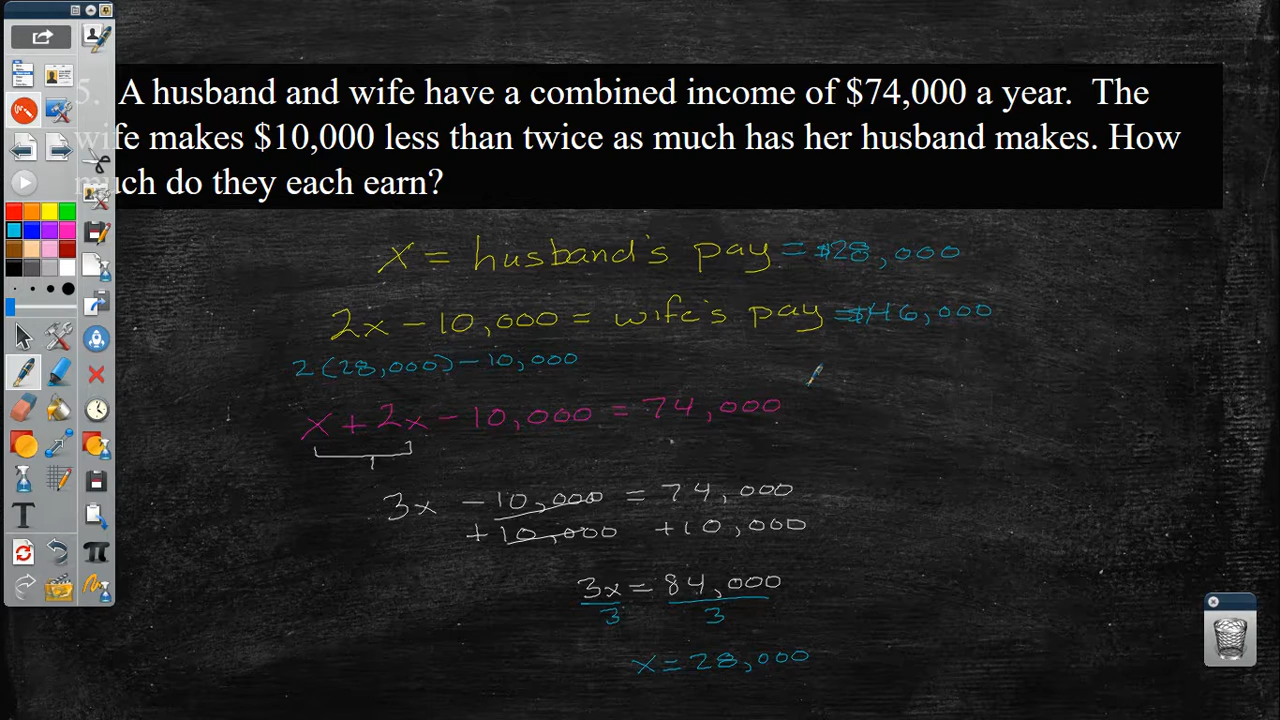 5. A husband and wife have a combined income of $74,000 a year. The
wife makes $10,000 less than twice as much has her husband makes. How
much do they each earn?
x = husband's pay = $28,000
2x - 10,000 = wife's pay = $46,000
2(28,000) - 10,000
x + 2x - 10,000 = 74,000
3x - 10,000 = 74,000
+ 10,000 + 10,000
3x = 84,000
3 3
x = 28,000